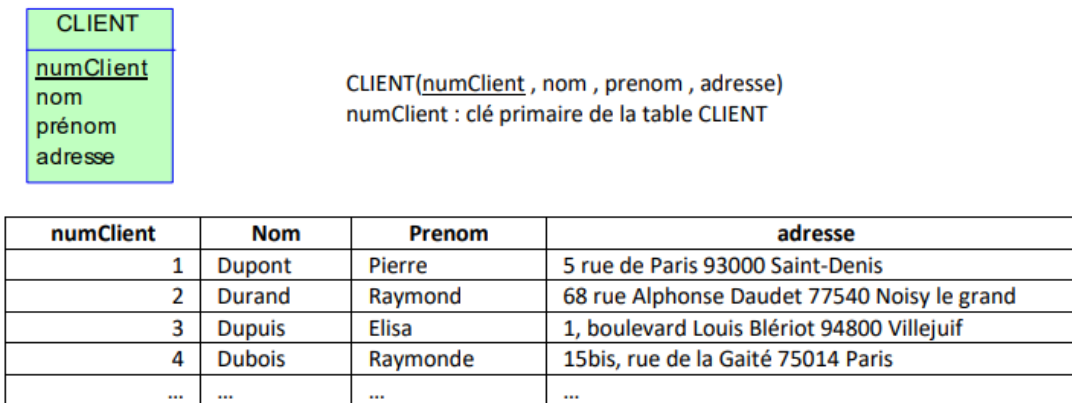 CLIENT
numClient
nom
prénom
adresse
CLIENT(numClient , nom , prenom , adresse)
numClient : clé primaire de la table CLIENT
numClient Nom Prenom adresse
1 Dupont Pierre 5 rue de Paris 93000 Saint-Denis
2 Durand Raymond 68 rue Alphonse Daudet 77540 Noisy le grand
3 Dupuis Elisa 1, boulevard Louis Blériot 94800 Villejuif
4 Dubois Raymonde 15bis, rue de la Gaité 75014 Paris
... ... ... ...